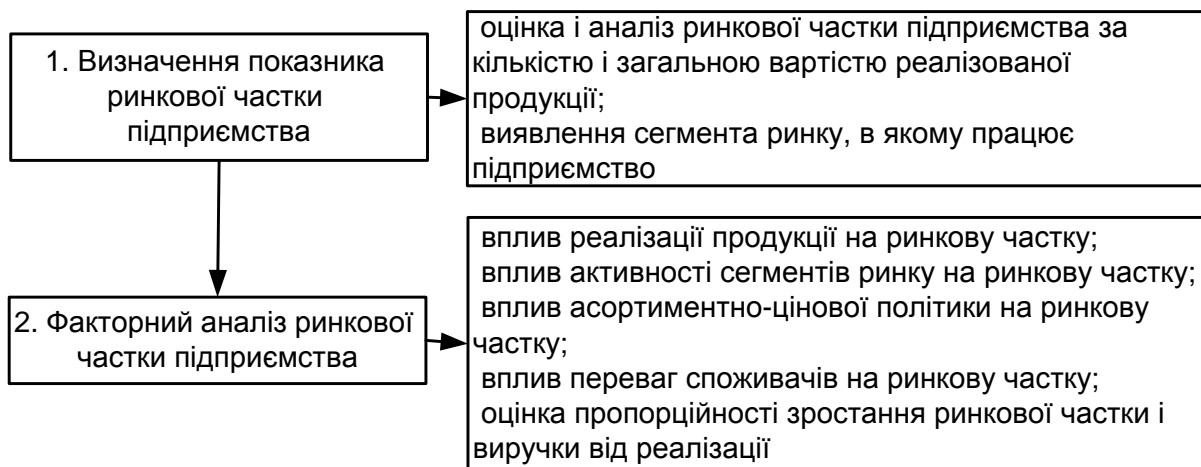 1. Визначення показника
ринкової частки
підприємства
оцінка і аналіз ринкової частки підприємства за
кількістю і загальною вартістю реалізованої
продукції;
виявлення сегмента ринку, в якому працює
підприємство
2. Факторний аналіз ринкової
частки підприємства
вплив реалізації продукції на ринкову частку;
вплив активності сегментів ринку на ринкову частку;
вплив асортиментно-цінової політики на ринкову
частку;
вплив переваг споживачів на ринкову частку;
оцінка пропорційності зростання ринкової частки і
виручки від реалізації